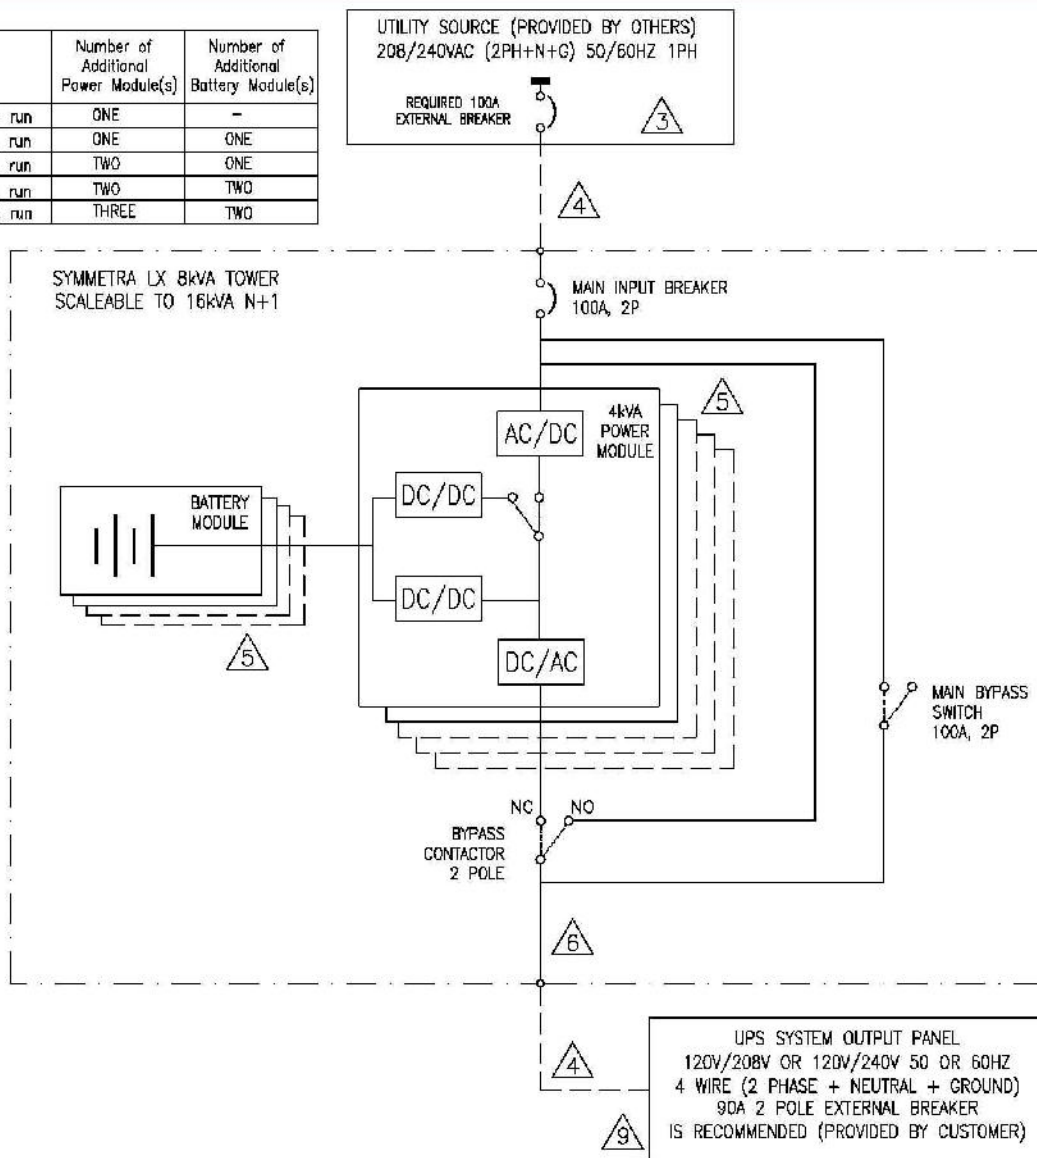 Number of Additional Power Module(s)
Number of Additional Battery Module(s)
run ONE –
run ONE ONE
run TWO ONE
run TWO TWO
run THREE TWO
UTILITY SOURCE (PROVIDED BY OTHERS)
208/240VAC (2PH+N+G) 50/60HZ 1PH
REQUIRED 100A
EXTERNAL BREAKER
3
4
SYMMETRA LX 8kVA TOWER
SCALEABLE TO 16kVA N+1
MAIN INPUT BREAKER
100A, 2P
5
4kVA
POWER
MODULE
AC/DC
DC/DC
BATTERY
MODULE
DC/DC
5
DC/AC
MAIN BYPASS
SWITCH
100A, 2P
NC NO
BYPASS
CONTACTOR
2 POLE
6
4
UPS SYSTEM OUTPUT PANEL
120V/208V OR 120V/240V 50 OR 60HZ
4 WIRE (2 PHASE + NEUTRAL + GROUND)
90A 2 POLE EXTERNAL BREAKER
IS RECOMMENDED (PROVIDED BY CUSTOMER)
9